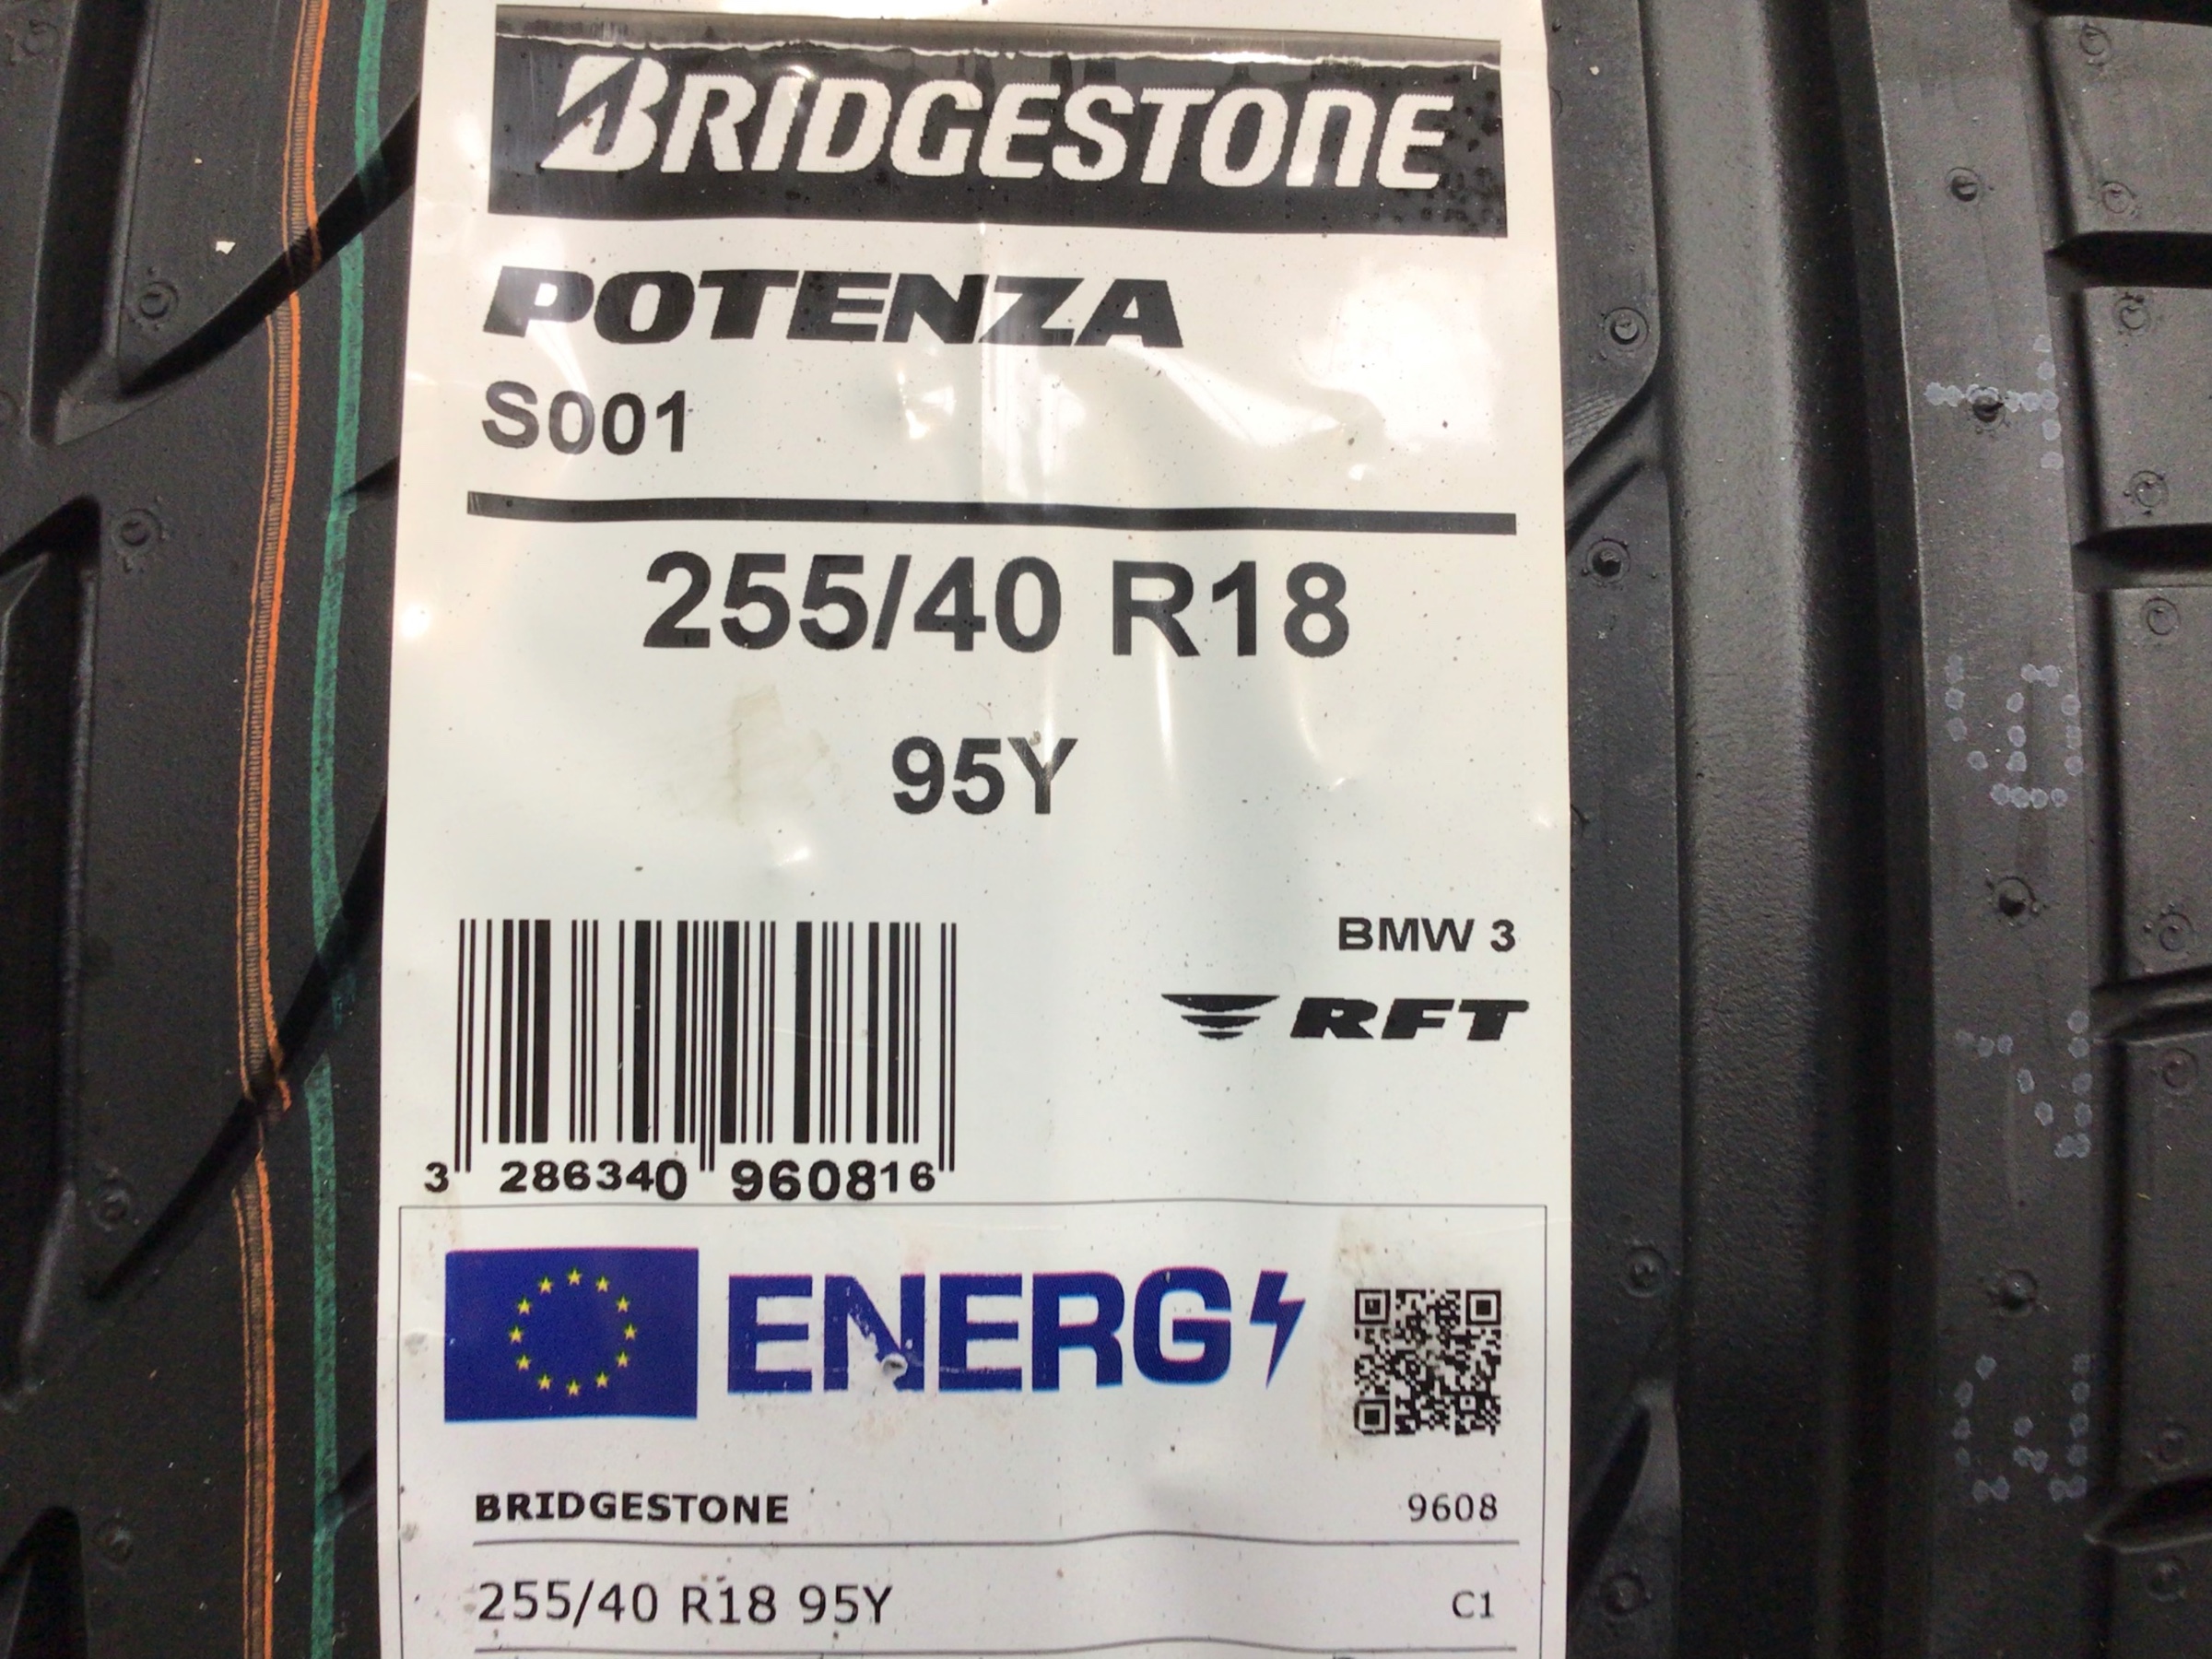 BRIDGESTONE
POTENZA
S001
255/40 R18
95Y
BMW 3
RFT
3 286340 960816
ENERG
BRIDGESTONE 9608
255/40 R18 95Y C1